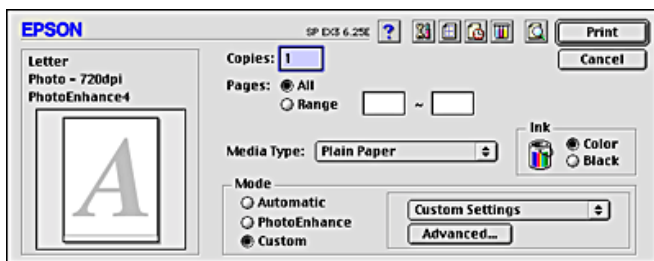 EPSON
SP EX3 6.25E
?
Print
Cancel
Letter
Photo - 720dpi
PhotoEnhance4
A
Copies: 1
Pages: All
Range ~
Media Type: Plain Paper
Ink
Color
Black
Mode
Automatic
PhotoEnhance
Custom
Custom Settings
Advanced...